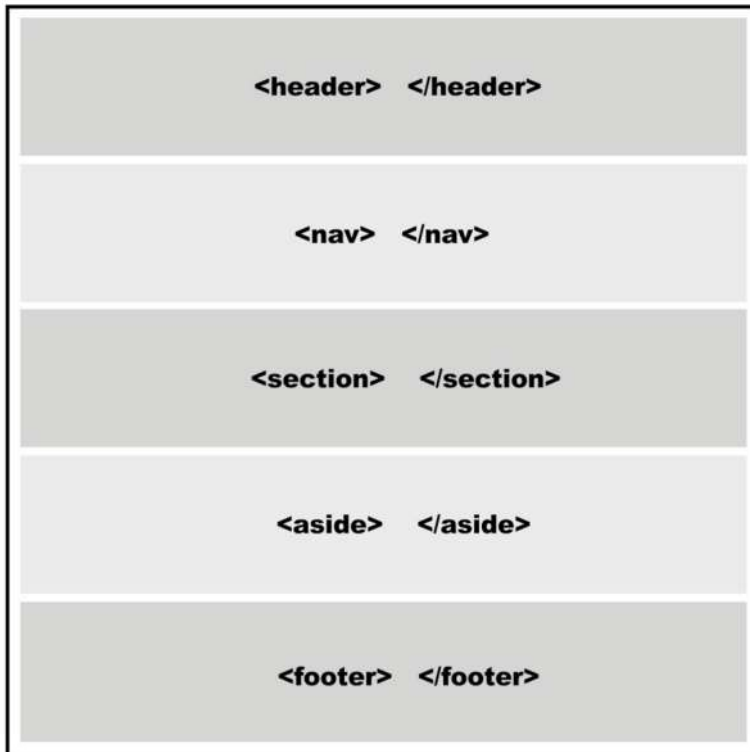 <header> </header>
<nav> </nav>
<section> </section>
<aside> </aside>
<footer> </footer>